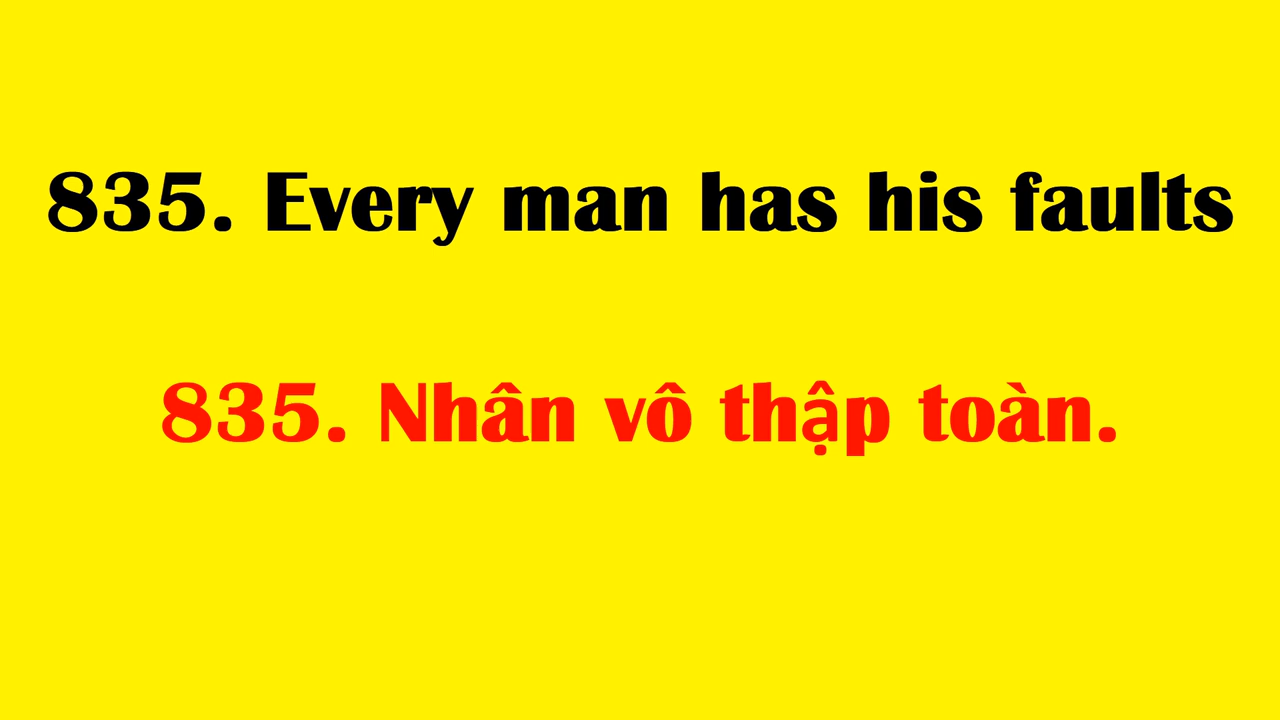 835. Every man has his faults
835. Nhân vô thập toàn.